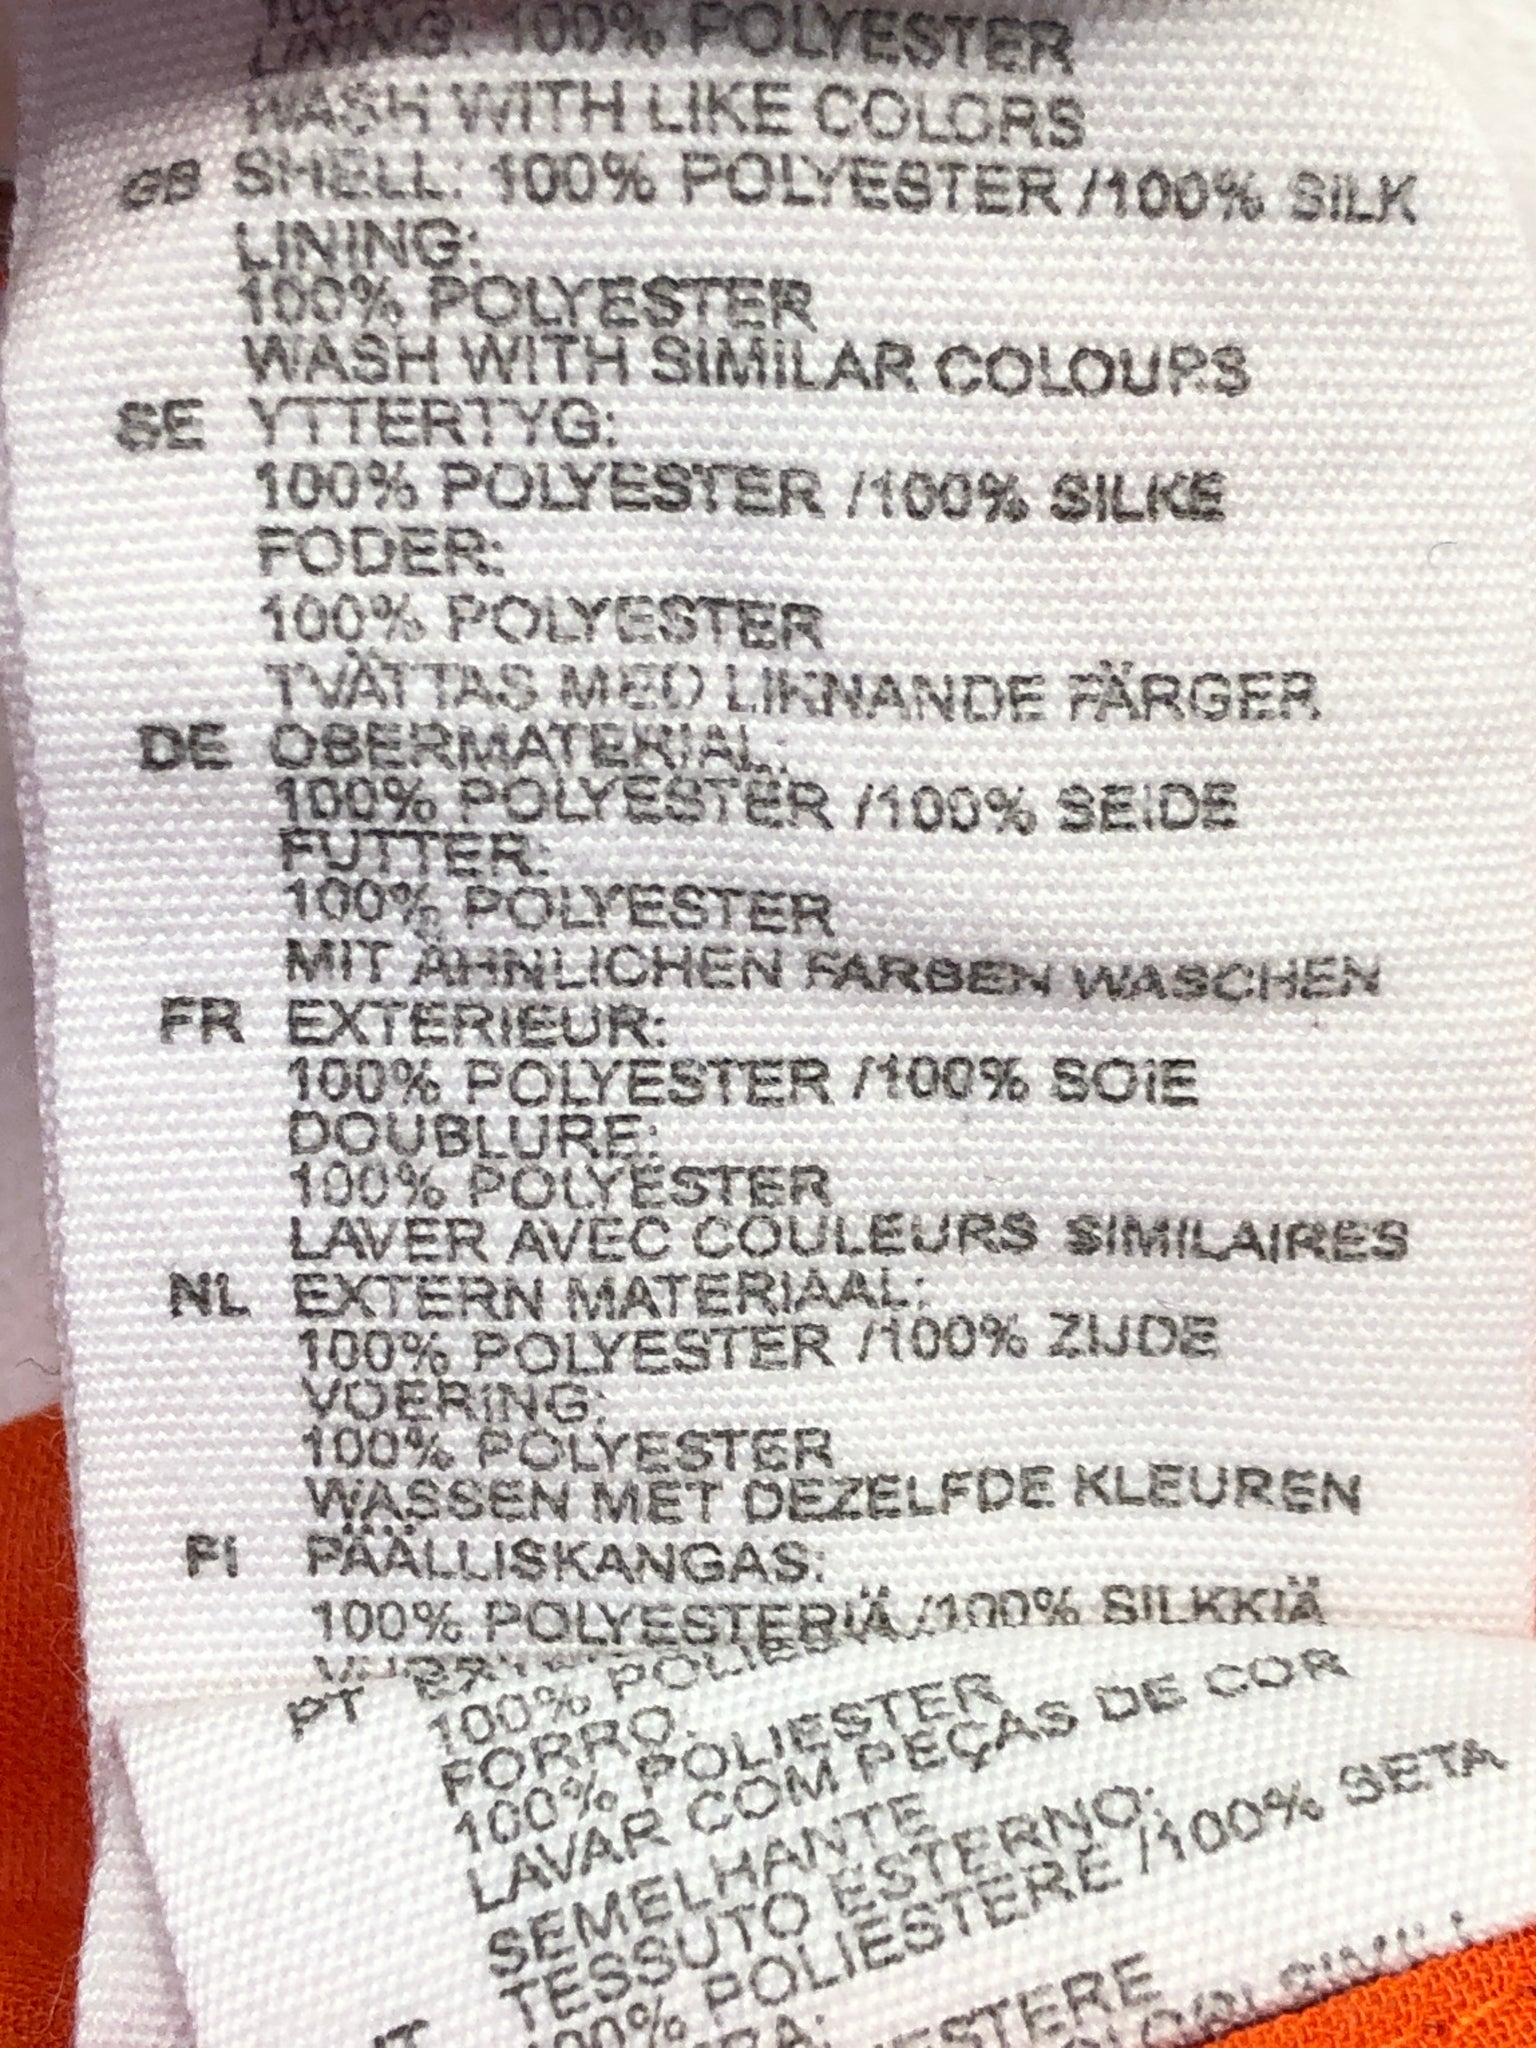 LINING: 100% POLYESTER
WASH WITH LIKE COLORS
GB SHELL: 100% POLYESTER /100% SILK
LINING:
100% POLYESTER
WASH WITH SIMILAR COLOURS
SE YTTERTYG:
100% POLYESTER /100% SILKE
FODER:
100% POLYESTER
TVÄTTAS MED LIKNANDE FÄRGER
DE OBERMATERIAL:
100% POLYESTER /100% SEIDE
FUTTER:
100% POLYESTER
MIT ÄHNLICHEN FARBEN WASCHEN
FR EXTERIEUR:
100% POLYESTER /100% SOIE
DOUBLURE:
100% POLYESTER
LAVER AVEC COULEURS SIMILAIRES
NL EXTERN MATERIAAL:
100% POLYESTER /100% ZIJDE
VOERING:
100% POLYESTER
WASSEN MET DEZELFDE KLEUREN
FI PÄÄLLISKANGAS:
100% POLYESTERIÄ /100% SILKKIÄ
PT
100%
FORRO:
100% POLIESTER
LAVAR COM PEÇAS DE COR
SEMELHANTE
TESSUTO ESTERNO:
100% POLIESTERE /100% SETA